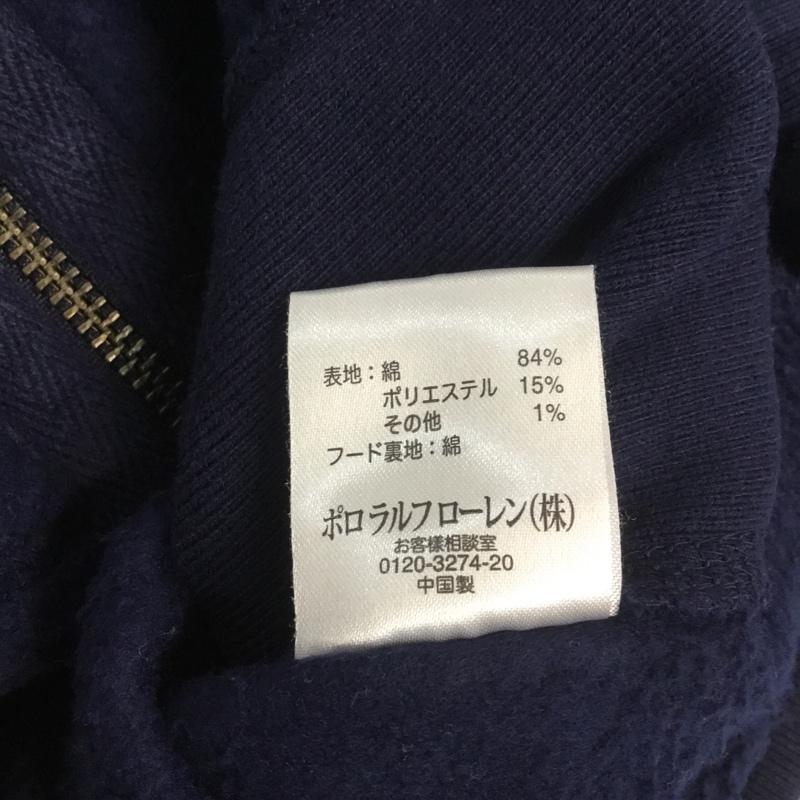 表地：綿 84%
ポリエステル 15%
その他 1%
フード裏地：綿
ポロ ラルフ ローレン(株)
お客様相談室
0120-3274-20
中国製